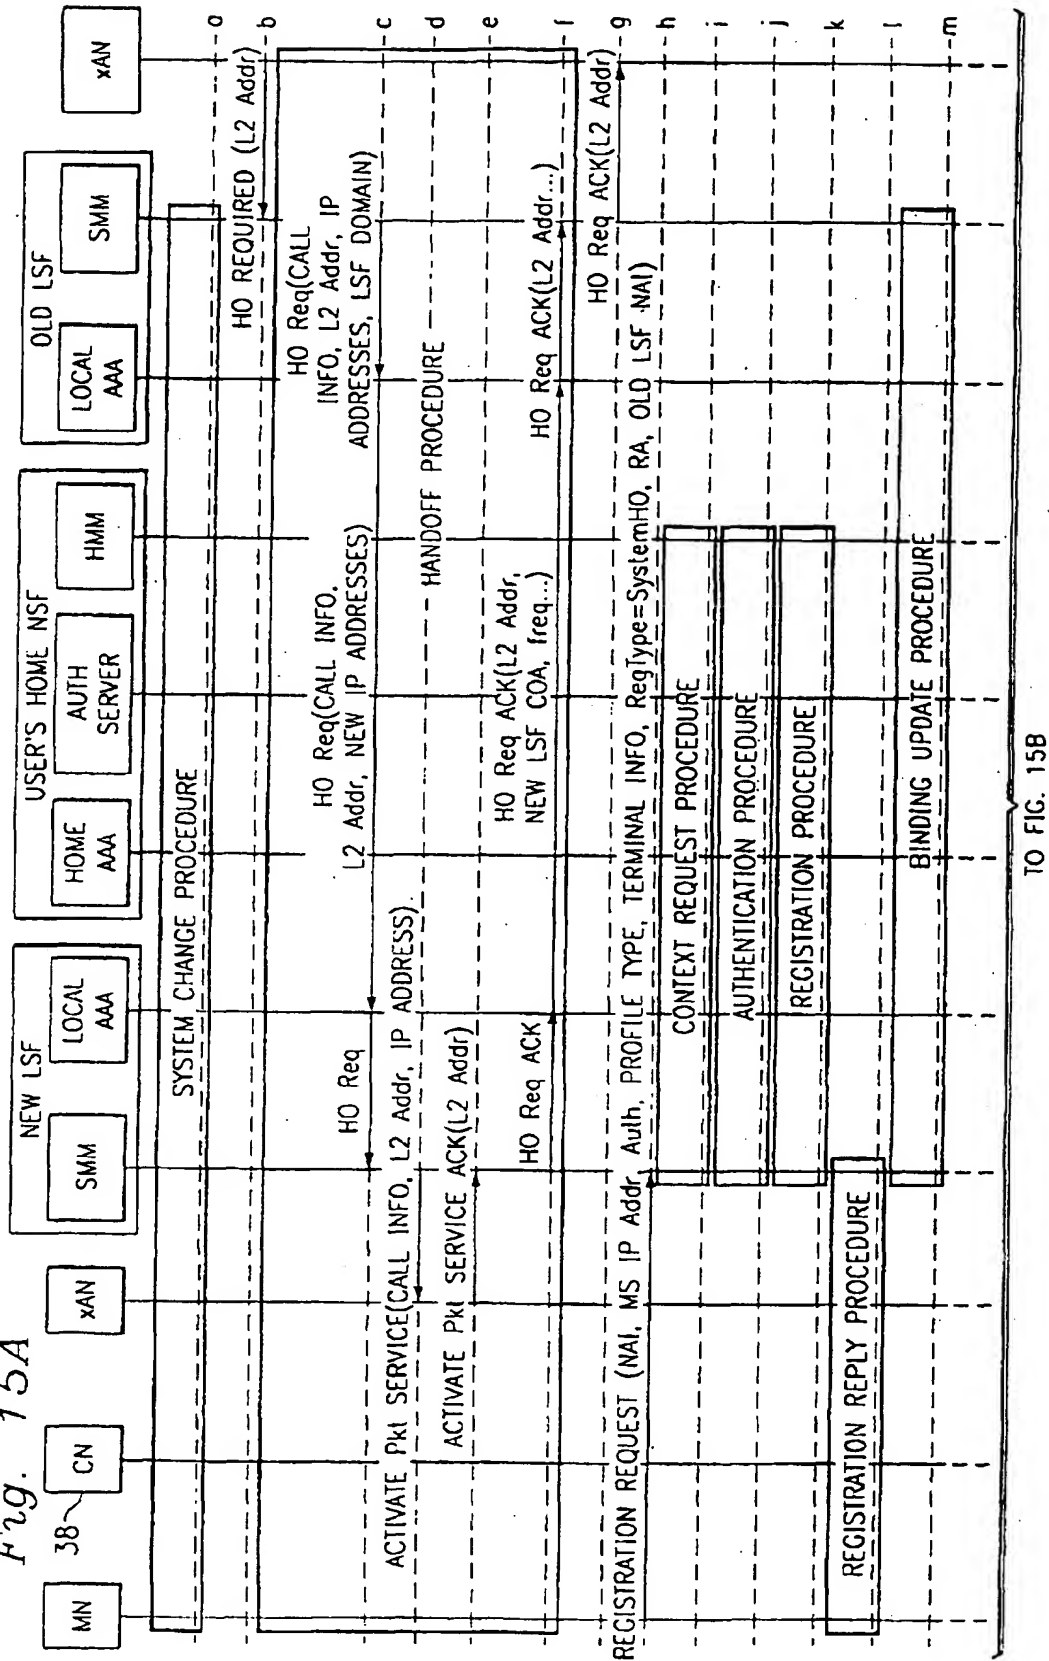 Fig. 15A
MN
38
CN
xAN
NEW LSF
SMM
LOCAL
AAA
USER'S HOME NSF
HOME
AAA
AUTH
SERVER
HMM
OLD LSF
LOCAL
AAA
SMM
xAN
SYSTEM CHANGE PROCEDURE
a
HO REQUIRED (L2 Addr)
b
HO Req
HO Req(CALL INFO,
L2 Addr, NEW IP ADDRESSES)
HO Req(CALL
INFO, L2 Addr, IP
ADDRESSES, LSF DOMAIN)
c
ACTIVATE Pkt SERVICE(CALL INFO, L2 Addr, IP ADDRESS)
HANDOFF PROCEDURE
d
ACTIVATE Pkt SERVICE ACK(L2 Addr)
e
HO Req ACK
HO Req ACK(L2 Addr,
NEW LSF COA, freq...)
HO Req ACK(L2 Addr...)
f
HO Req ACK(L2 Addr)
g
REGISTRATION REQUEST (NAI, MS IP Addr, Auth, PROFILE TYPE, TERMINAL INFO, ReqType=SystemHO, RA, OLD LSF NAI)
h
CONTEXT REQUEST PROCEDURE
i
AUTHENTICATION PROCEDURE
j
REGISTRATION PROCEDURE
k
REGISTRATION REPLY PROCEDURE
l
BINDING UPDATE PROCEDURE
m
TO FIG. 15B